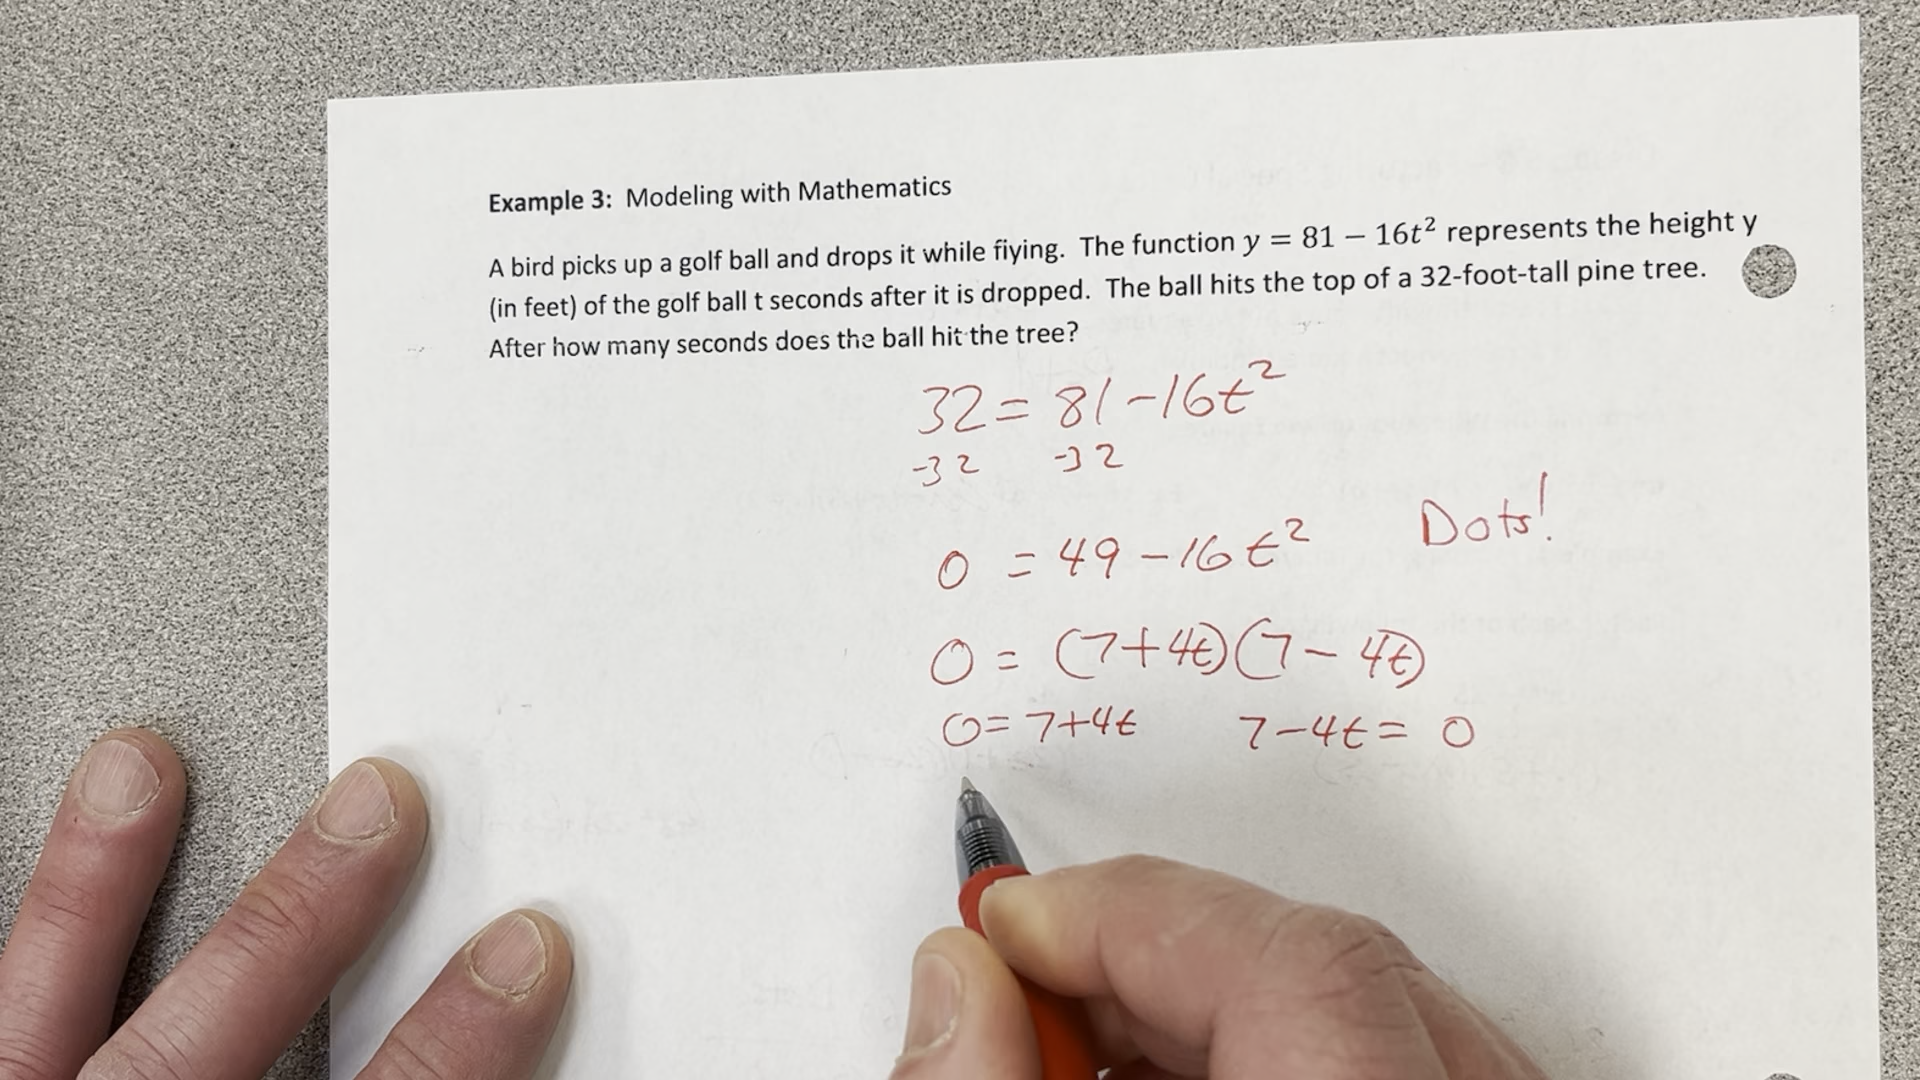 Example 3: Modeling with Mathematics
A bird picks up a golf ball and drops it while fiying. The function y = 81 − 16t² represents the height y
(in feet) of the golf ball t seconds after it is dropped. The ball hits the top of a 32-foot-tall pine tree.
After how many seconds does the ball hit the tree?
32 = 81 - 16t²
-32 -32
0 = 49 - 16t²
Dots!
0 = (7+4t)(7 - 4t)
0 = 7+4t 7-4t = 0